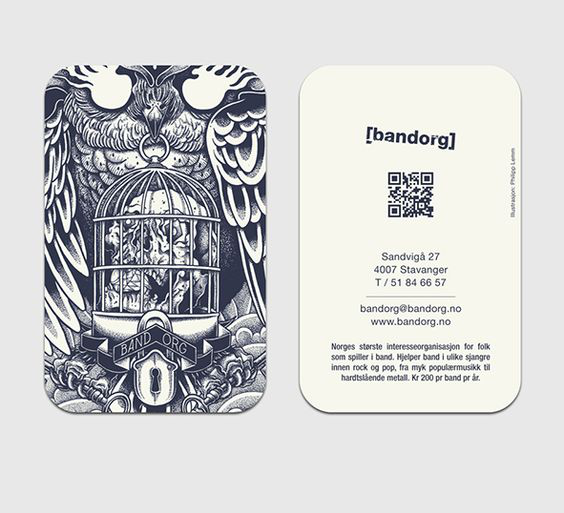 BAND ORG
[bandorg]
Illustrasjon: Philipp Lemm
Sandvigå 27
4007 Stavanger
T / 51 84 66 57
bandorg@bandorg.no
www.bandorg.no
Norges største interesseorganisasjon for folk
som spiller i band. Hjelper band i ulike sjangre
innen rock og pop, fra myk populærmusikk til
hardtslående metall. Kr 200 pr band pr år.